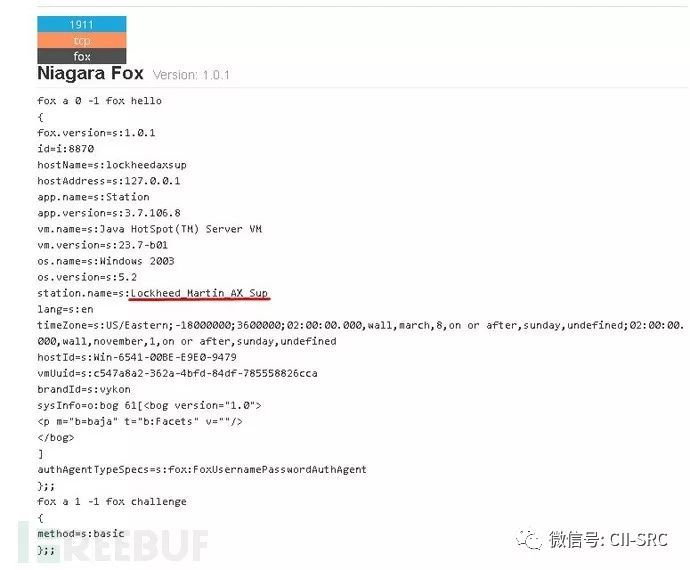 1911
tcp
fox
Niagara Fox Version: 1.0.1
fox a 0 -1 fox hello
{
fox.version=s:1.0.1
id=i:8870
hostName=s:lockheedaxsup
hostAddress=s:127.0.0.1
app.name=s:Station
app.version=s:3.7.106.8
vm.name=s:Java HotSpot(TM) Server VM
vm.version=s:23.7-b01
os.name=s:Windows 2003
os.version=s:5.2
station.name=s:Lockheed_Martin_AX_Sup
lang=s:en
timeZone=s:US/Eastern;-18000000;3600000;02:00:00.000,wall,march,8,on or after,sunday,undefined;02:00:00.
000,wall,november,1,on or after,sunday,undefined
hostId=s:Win-6541-00BE-E9E0-9479
vmUuid=s:c547a8a2-362a-4bfd-84df-785558826cca
brandId=s:vykon
sysInfo=o:bog 61[<bog version="1.0">
<p m="b=baja" t="b:Facets" v=""/>
</bog>
]
authAgentTypeSpecs=s:fox:FoxUsernamePasswordAuthAgent
};;
fox a 1 -1 fox challenge
{
method=s:basic
};;
FREEBUF
微信号: CII-SRC